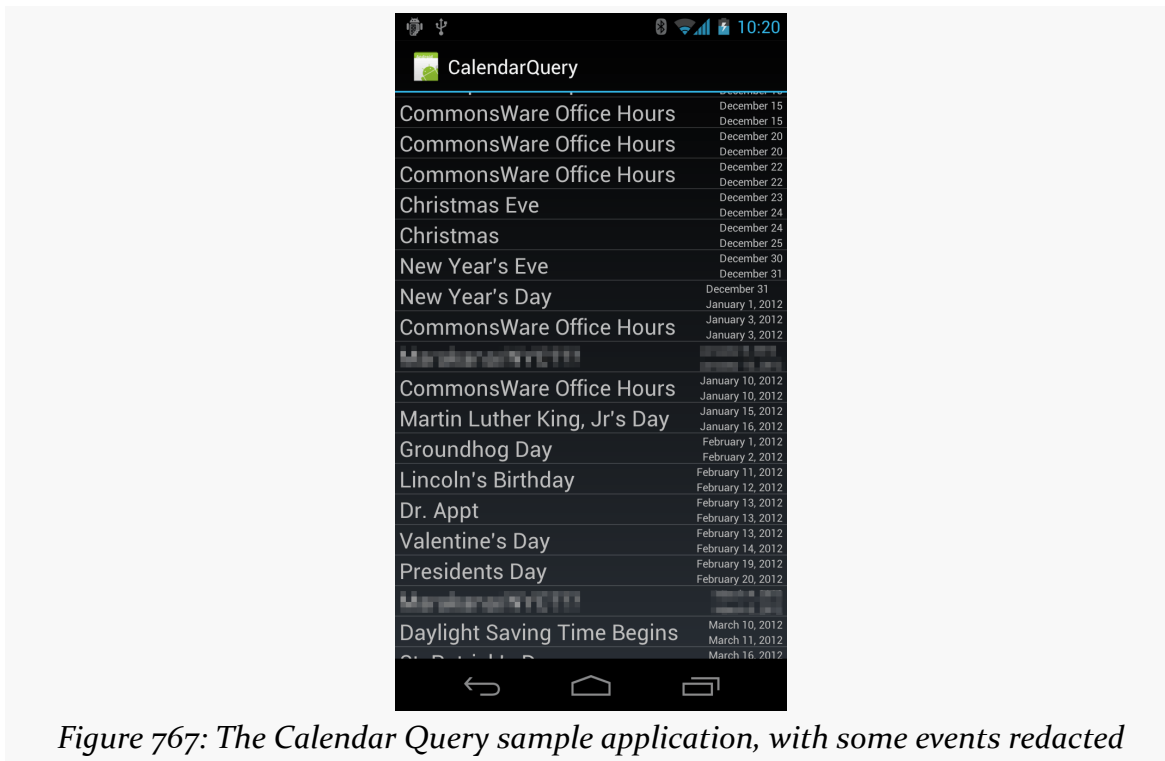 10:20
CalendarQuery
CommonsWare Office Hours
December 15
December 15
CommonsWare Office Hours
December 20
December 20
CommonsWare Office Hours
December 22
December 22
Christmas Eve
December 23
December 24
Christmas
December 24
December 25
New Year's Eve
December 30
December 31
New Year's Day
December 31
January 1, 2012
CommonsWare Office Hours
January 3, 2012
January 3, 2012
CommonsWare Office Hours
January 10, 2012
January 10, 2012
Martin Luther King, Jr's Day
January 15, 2012
January 16, 2012
Groundhog Day
February 1, 2012
February 2, 2012
Lincoln's Birthday
February 11, 2012
February 12, 2012
Dr. Appt
February 13, 2012
February 13, 2012
Valentine's Day
February 13, 2012
February 14, 2012
Presidents Day
February 19, 2012
February 20, 2012
Daylight Saving Time Begins
March 10, 2012
March 11, 2012
March 16, 2012
Figure 767: The Calendar Query sample application, with some events redacted